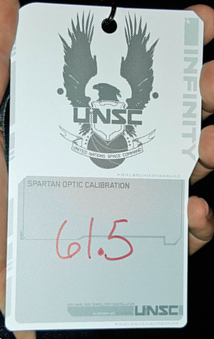 UNSC
UNITED NATIONS SPACE COMMAND
INFINITY
SPARTAN OPTIC CALIBRATION
61.5
UNSC